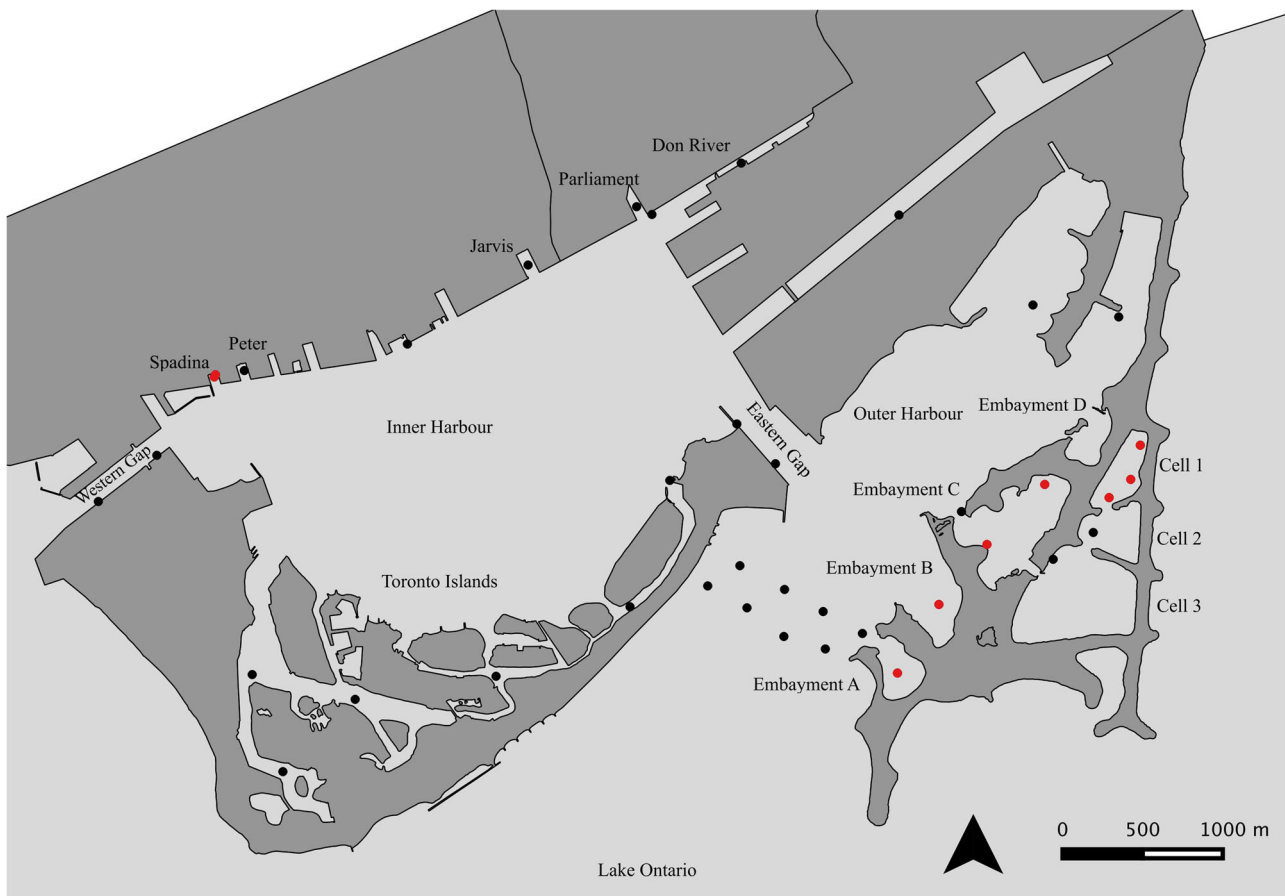 Don River
Parliament
Jarvis
Peter
Spadina
Embayment D
Eastern Gap
Outer Harbour
Inner Harbour
Western Gap
Cell 1
Embayment C
Cell 2
Embayment B
Toronto Islands
Cell 3
Embayment A
0 500 1000 m
Lake Ontario